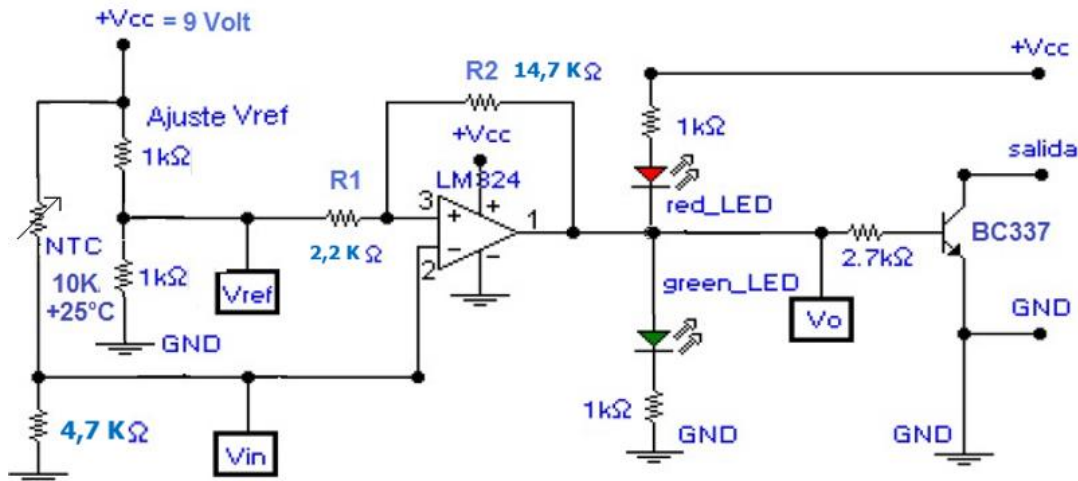 +Vcc = 9 Volt
Ajuste Vref
1kΩ
NTC
10K
+25°C
1kΩ
GND
4,7 KΩ
Vref
Vin
R1
2,2 KΩ
R2 14,7 KΩ
+Vcc
LM324
3
+
+
1
-
2
-
+Vcc
1kΩ
red_LED
green_LED
1kΩ
GND
2.7kΩ
Vo
salida
BC337
GND
GND